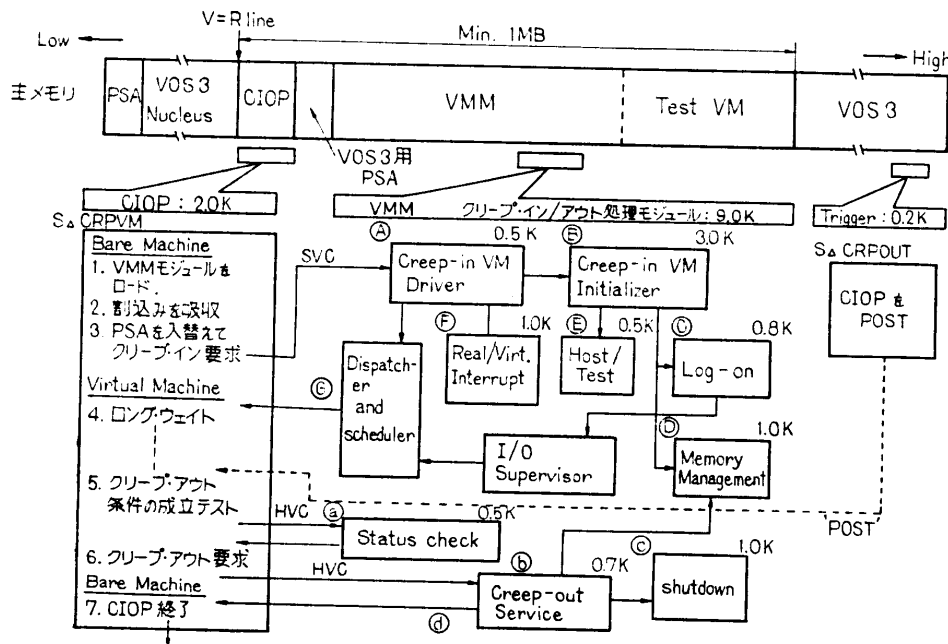 V=R line
Low
Min. 1MB
High
主メモリ
PSA
VOS3
Nucleus
CIOP
VMM
Test VM
VOS3
VOS3用
PSA
CIOP : 2.0K
VMM クリープ・イン/アウト処理モジュール: 9.0K
Trigger: 0.2K
S△ CRPVM
Bare Machine
1. VMMモジュールを
ロード.
2. 割込みを吸収
3. PSAを入替えて
クリープ・イン要求
Virtual Machine
4. ロング・ウェイト
5. クリープ・アウト
条件の成立テスト
6. クリープ・アウト要求
Bare Machine
7. CIOP 終了
SVC
Ⓐ 0.5K
Creep-in VM
Driver
Ⓑ 3.0K
Creep-in VM
Initializer
S△ CRPOUT
CIOPを
POST
Ⓕ 1.0K
Real/Virt.
Interrupt
Ⓔ 0.5K
Host/
Test
Ⓒ 0.8K
Log-on
Ⓖ
Dispatch-
er
and
scheduler
I/O
Supervisor
Ⓓ 1.0K
Memory
Management
POST
HVC
ⓐ 0.5K
Status check
HVC
ⓑ 0.7K
Creep-out
Service
ⓒ 1.0K
shutdown
ⓓ